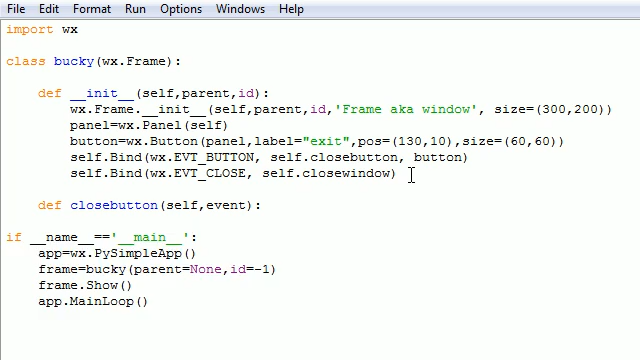 File Edit Format Run Options Windows Help
import wx
class bucky(wx.Frame):
def __init__(self,parent,id):
wx.Frame.__init__(self,parent,id,'Frame aka window', size=(300,200))
panel=wx.Panel(self)
button=wx.Button(panel,label="exit",pos=(130,10),size=(60,60))
self.Bind(wx.EVT_BUTTON, self.closebutton, button)
self.Bind(wx.EVT_CLOSE, self.closewindow)
def closebutton(self,event):
if __name__=='__main__':
app=wx.PySimpleApp()
frame=bucky(parent=None,id=-1)
frame.Show()
app.MainLoop()